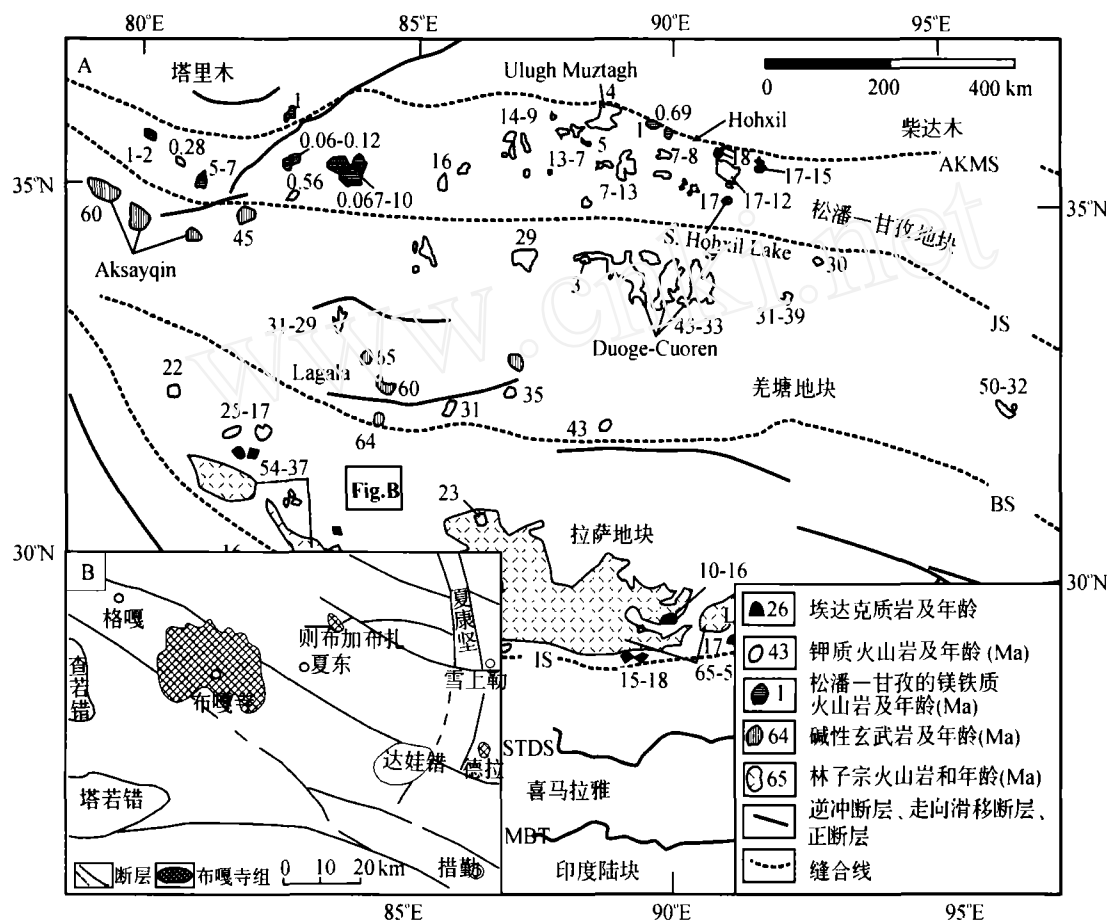 80°E
85°E
90°E
95°E
A
塔里木
Ulugh Muztagh
0
200
400 km
4
14-9
1
0.69
Hohxil
柴达木
AKMS
1
1-2
0.28
5-7
0.06-0.12
0.56
0.067-10
16
13-7
5
7-13
7-8
18
17-15
17
17-12
35°N
35°N
60
45
Aksayqin
29
S. Hohxil Lake
松潘一甘孜地块
30
3
43-33
Duoge-Cuoren
31-39
JS
31-29
65
60
Lagala
22
35
31
羌塘地块
50-32
25-17
64
43
54-37
Fig.B
BS
23
拉萨地块
30°N
30°N
16
10-16
17
IS
15-18
65-5
STDS
喜马拉雅
MBT
印度陆块
B
格嘎
夏康坚
则布加布扎
夏东
查若错
布嘎寺
雪上勒
达娃错
德拉
塔若错
措勤
断层
布嘎寺组
0 10 20 km
26 埃达克质岩及年龄
43 钾质火山岩及年龄 (Ma)
1 松潘一甘孜的镁铁质
火山岩及年龄(Ma)
64 碱性玄武岩及年龄(Ma)
65 林子宗火山岩和年龄(Ma)
逆冲断层、走向滑移断层、
正断层
缝合线
85°E
90°E
95°E
www.cnki.net